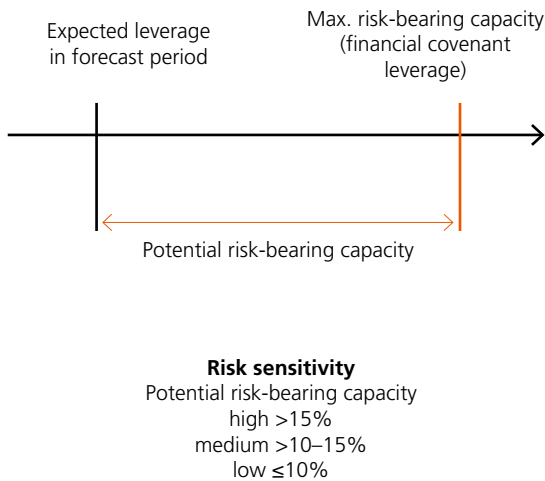 Expected leverage
in forecast period
Max. risk-bearing capacity
(financial covenant
leverage)
Potential risk-bearing capacity
Risk sensitivity
Potential risk-bearing capacity
high >15%
medium >10–15%
low ≤10%